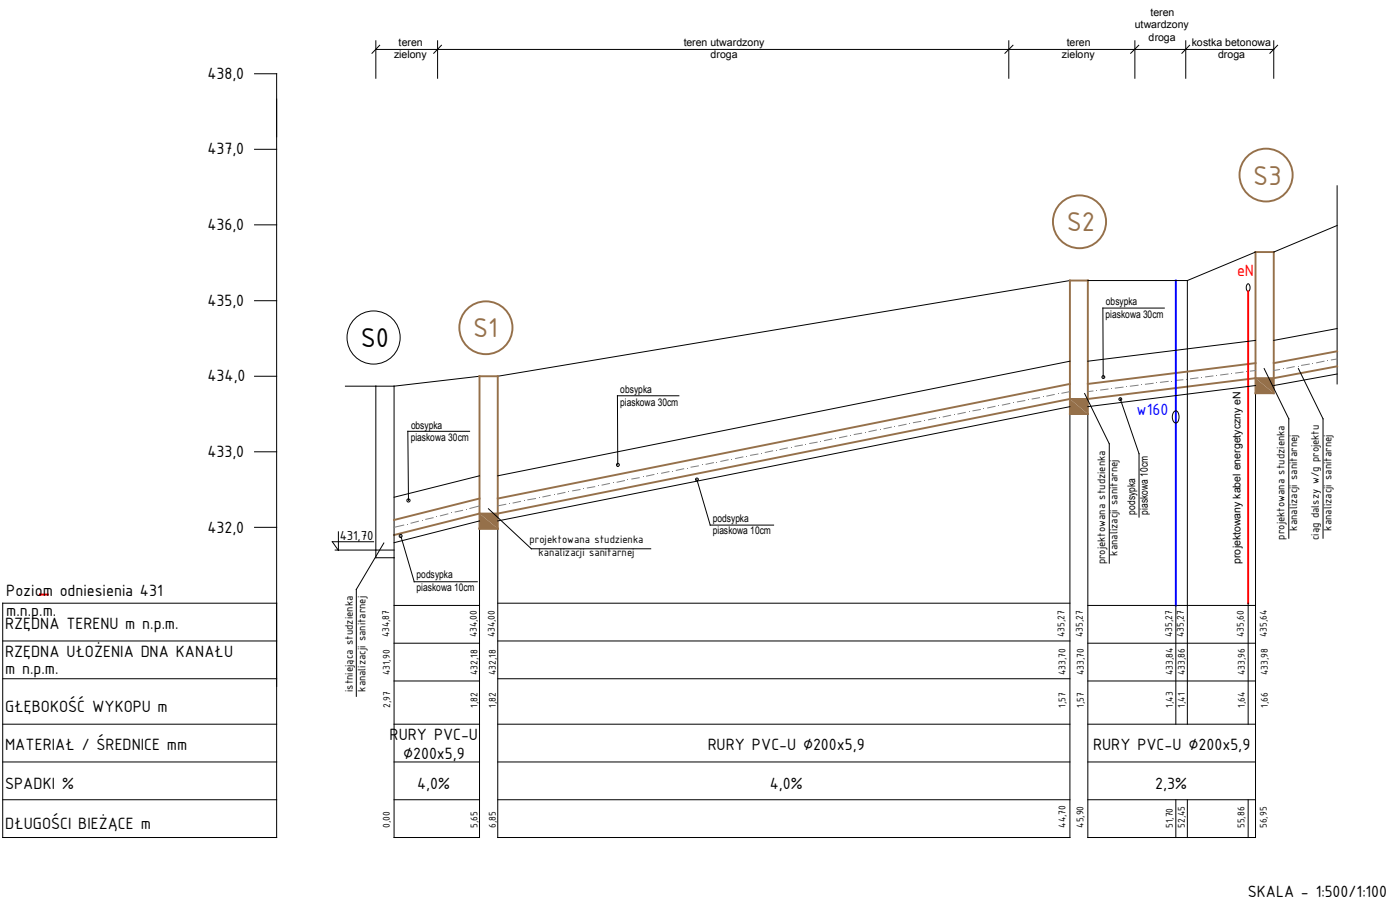 teren
zielony
teren utwardzony
droga
teren
zielony
teren
utwardzony
droga
kostka betonowa
droga
438,0
437,0
436,0
435,0
434,0
433,0
432,0
S0
S1
S2
S3
eN
w160
431,70
obsypka
piaskowa 30cm
obsypka
piaskowa 30cm
obsypka
piaskowa 30cm
podsypka
piaskowa 10cm
podsypka
piaskowa 10cm
podsypka
piaskowa 10cm
istniejąca studzienka
kanalizacji sanitarnej
projektowana studzienka
kanalizacji sanitarnej
projektowana studzienka
kanalizacji sanitarnej
projektowany kabel energetyczny eN
projektowana studzienka
kanalizacji sanitarnej
ciąg dalszy w/g projektu
kanalizacji sanitarnej
Poziom odniesienia 431
m.n.p.m.
RZĘDNA TERENU m n.p.m.
434,87 434,00 434,00 435,27 435,27 435,27 435,27 435,60 435,64
RZĘDNA UŁOŻENIA DNA KANAŁU
m n.p.m.
431,90 432,18 432,18 433,70 433,70 433,84 433,86 433,96 433,98
GŁĘBOKOŚĆ WYKOPU m
2,97 1,82 1,82 1,57 1,57 1,43 1,41 1,64 1,66
MATERIAŁ / ŚREDNICE mm
RURY PVC-U
Φ200x5,9
RURY PVC-U Φ200x5,9
RURY PVC-U Φ200x5,9
SPADKI %
4,0% 4,0% 2,3%
DŁUGOŚCI BIEŻĄCE m
0,00 5,65 6,85 44,70 45,90 51,70 52,45 55,86 56,95
SKALA - 1:500/1:100